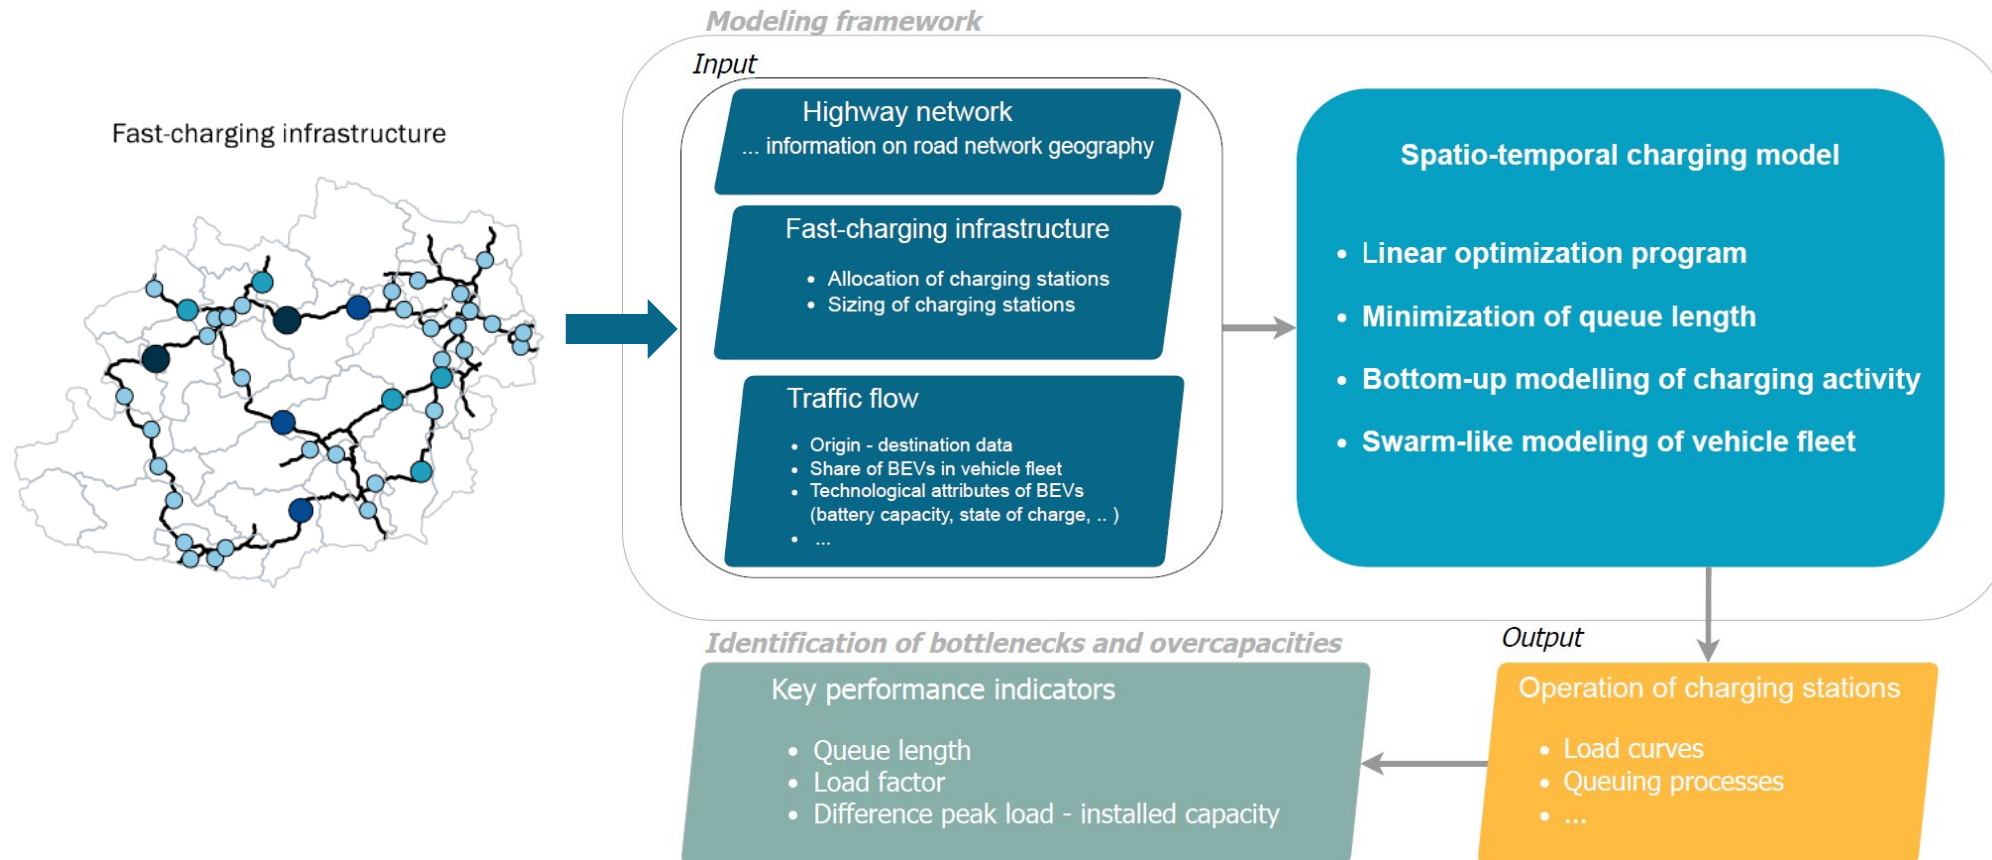 Modeling framework
Input
Fast-charging infrastructure
Highway network
... information on road network geography
Fast-charging infrastructure
• Allocation of charging stations
• Sizing of charging stations
Traffic flow
• Origin - destination data
• Share of BEVs in vehicle fleet
• Technological attributes of BEVs
(battery capacity, state of charge, .. )
• ...
Spatio-temporal charging model
• Linear optimization program
• Minimization of queue length
• Bottom-up modelling of charging activity
• Swarm-like modeling of vehicle fleet
Output
Operation of charging stations
• Load curves
• Queuing processes
• ...
Identification of bottlenecks and overcapacities
Key performance indicators
• Queue length
• Load factor
• Difference peak load - installed capacity